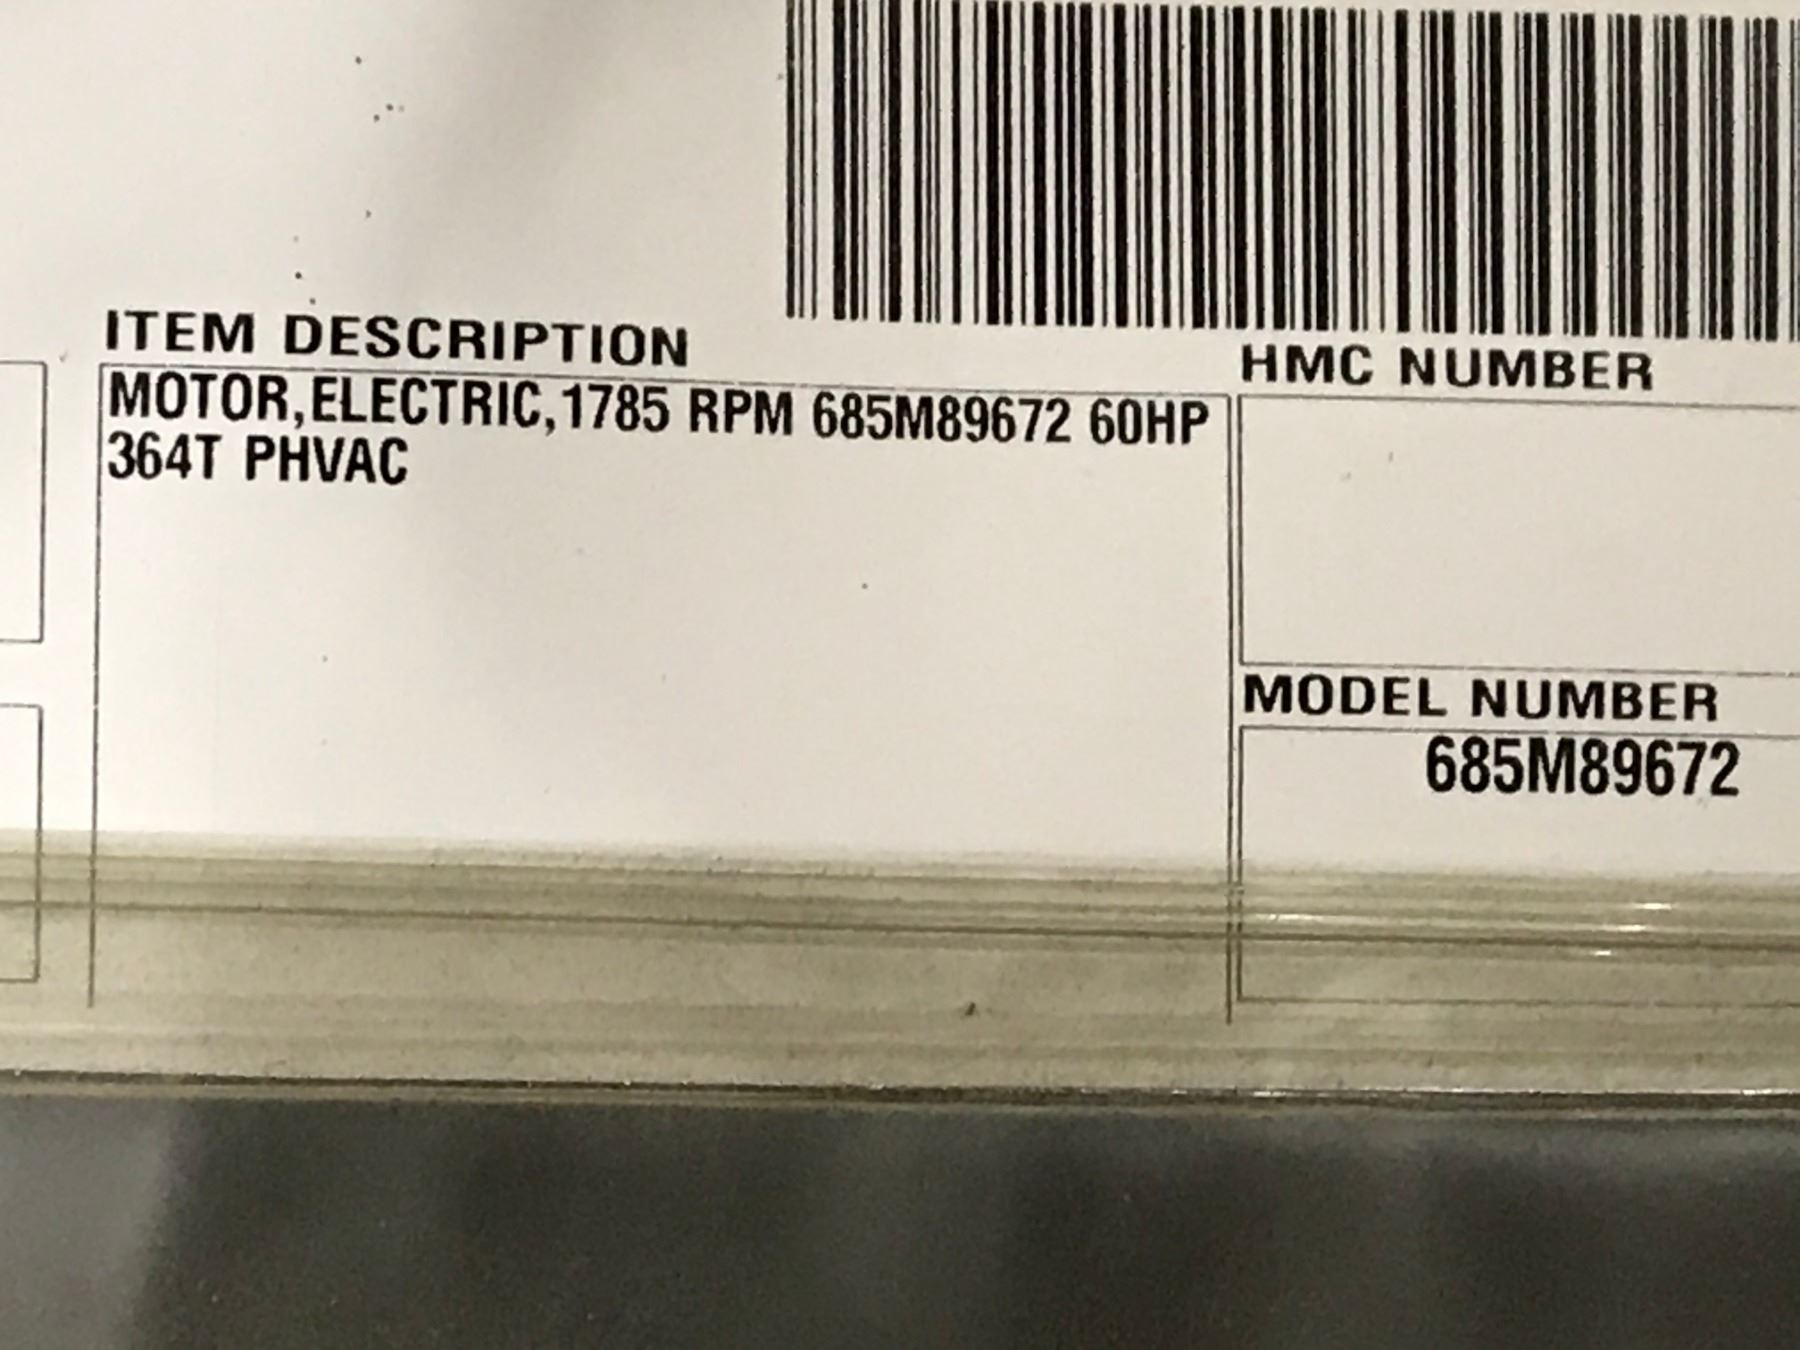 ITEM DESCRIPTION
MOTOR,ELECTRIC,1785 RPM 685M89672 60HP
364T PHVAC
HMC NUMBER
MODEL NUMBER
685M89672